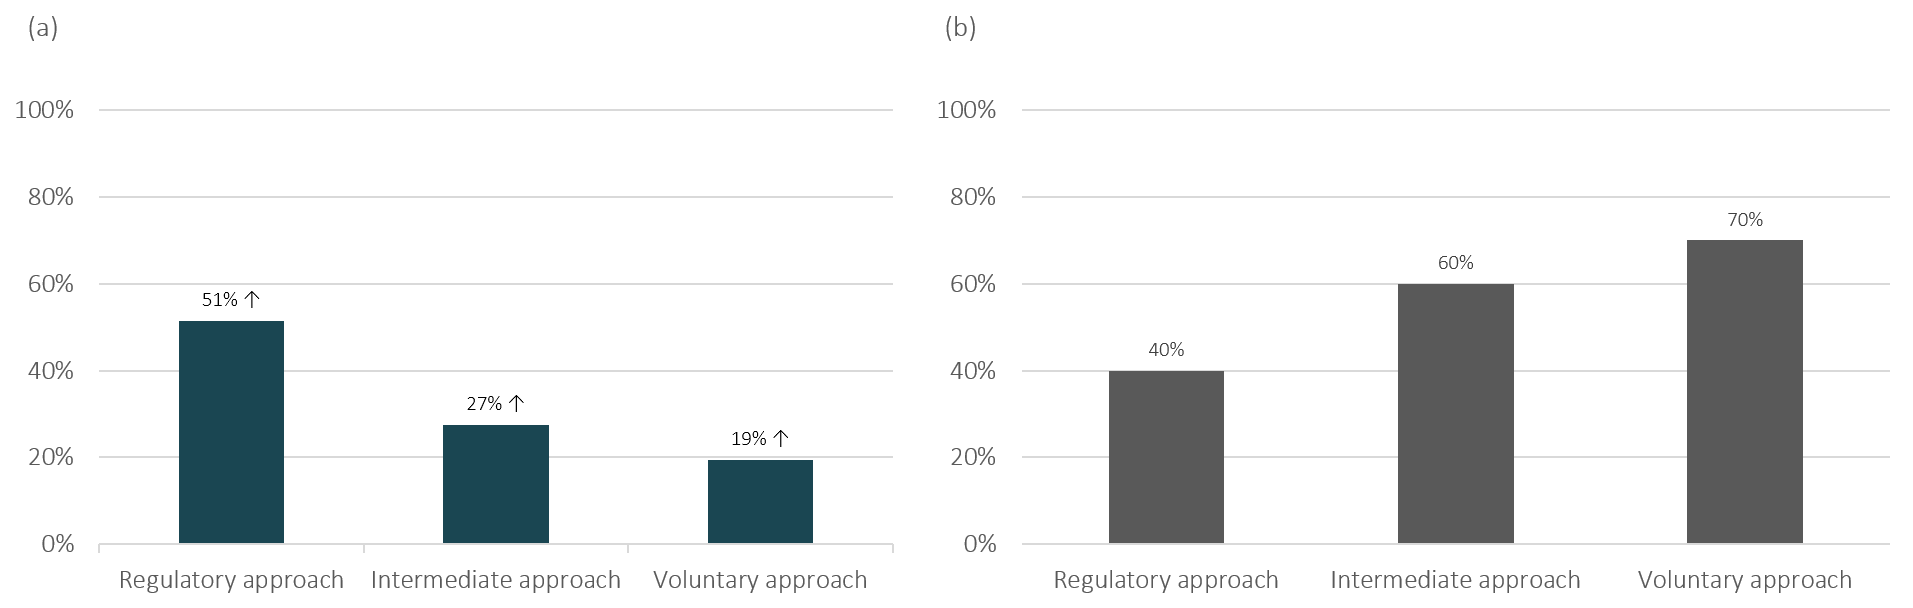 (a)
100%
80%
60%
40%
20%
0%
51% ↑
27% ↑
19% ↑
Regulatory approach
Intermediate approach
Voluntary approach
(b)
100%
80%
60%
40%
20%
0%
40%
60%
70%
Regulatory approach
Intermediate approach
Voluntary approach